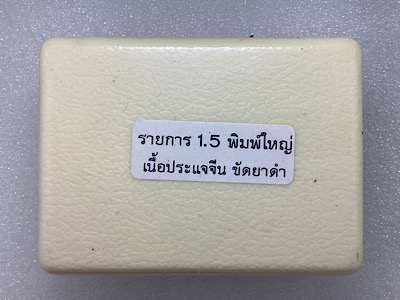 รายการ 1.5 พิมพ์ใหญ่
เนื้อประแจจีน ขัดยาดำ